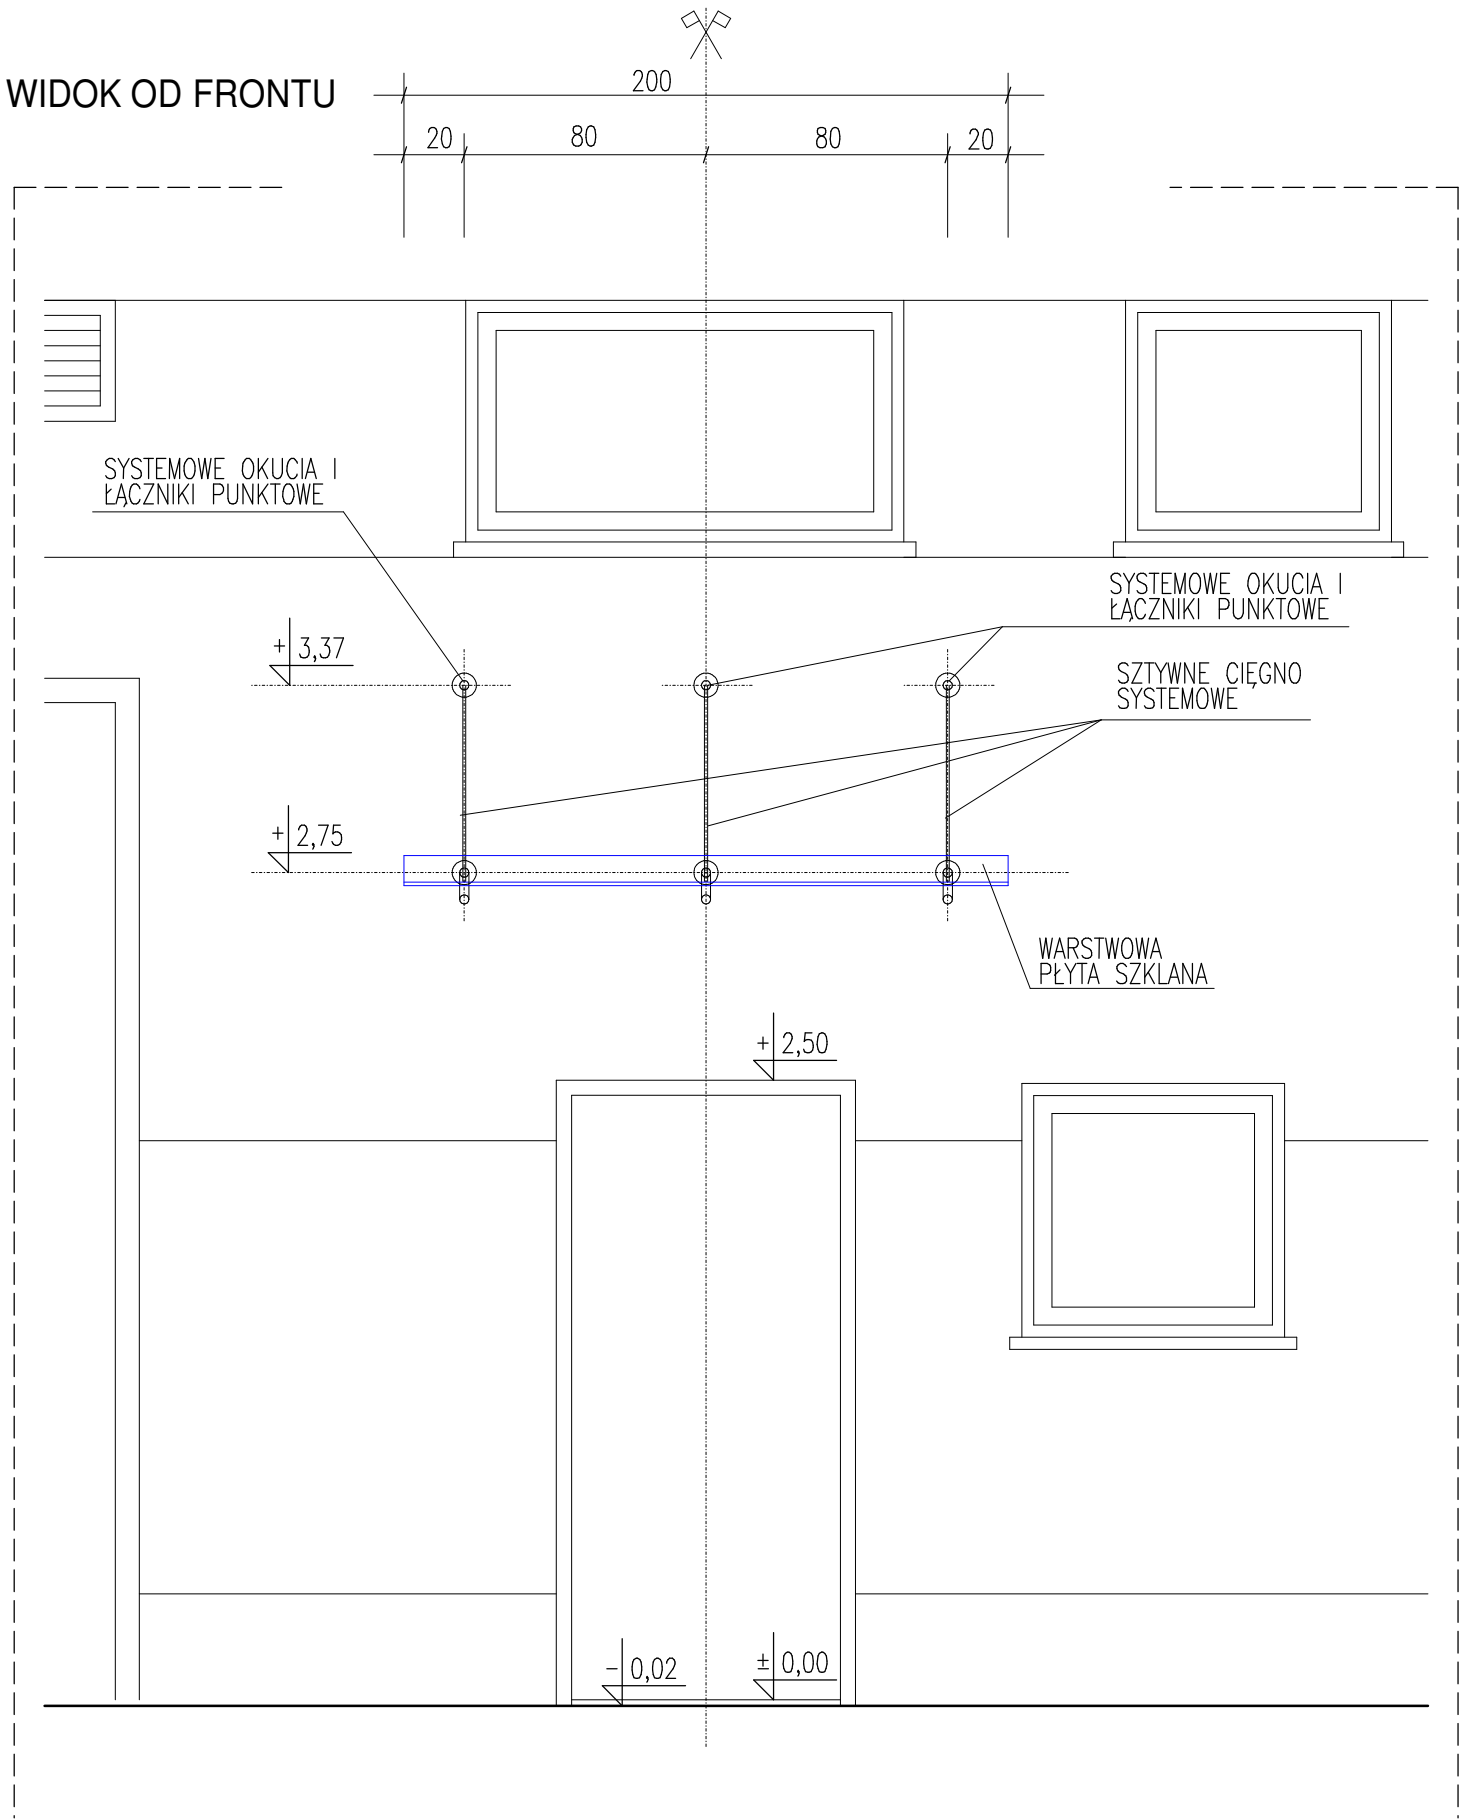 WIDOK OD FRONTU
200
20 80 80 20
SYSTEMOWE OKUCIA I
ŁĄCZNIKI PUNKTOWE
SYSTEMOWE OKUCIA I
ŁĄCZNIKI PUNKTOWE
+ 3,37
SZTYWNE CIĘGNO
SYSTEMOWE
+ 2,75
WARSTWOWA
PŁYTA SZKLANA
+ 2,50
- 0,02
± 0,00